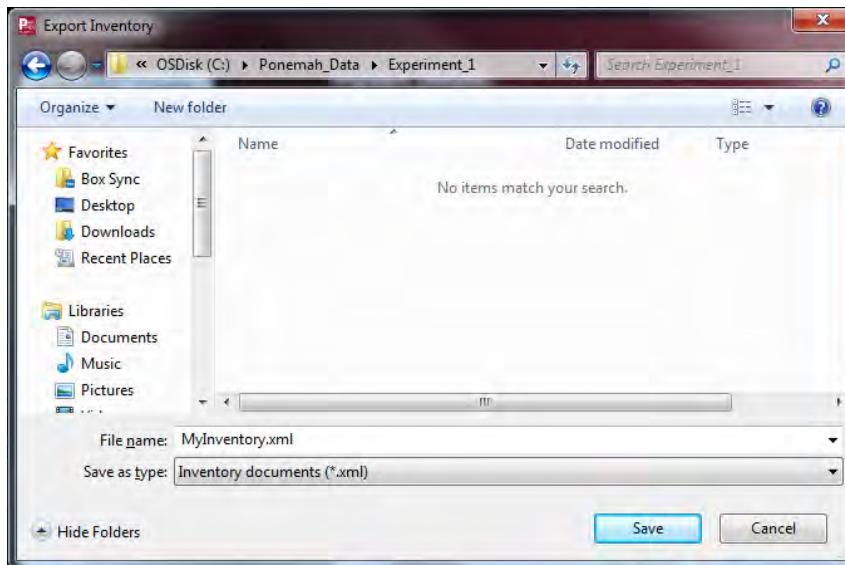 Export Inventory
« OSDisk (C:) ▸ Ponemah_Data ▸ Experiment_1
Search Experiment_1
Organize ▾ New folder
Name Date modified Type
No items match your search.
Favorites
Box Sync
Desktop
Downloads
Recent Places
Libraries
Documents
Music
Pictures
File name: MyInventory.xml
Save as type: Inventory documents (*.xml)
Hide Folders
Save Cancel